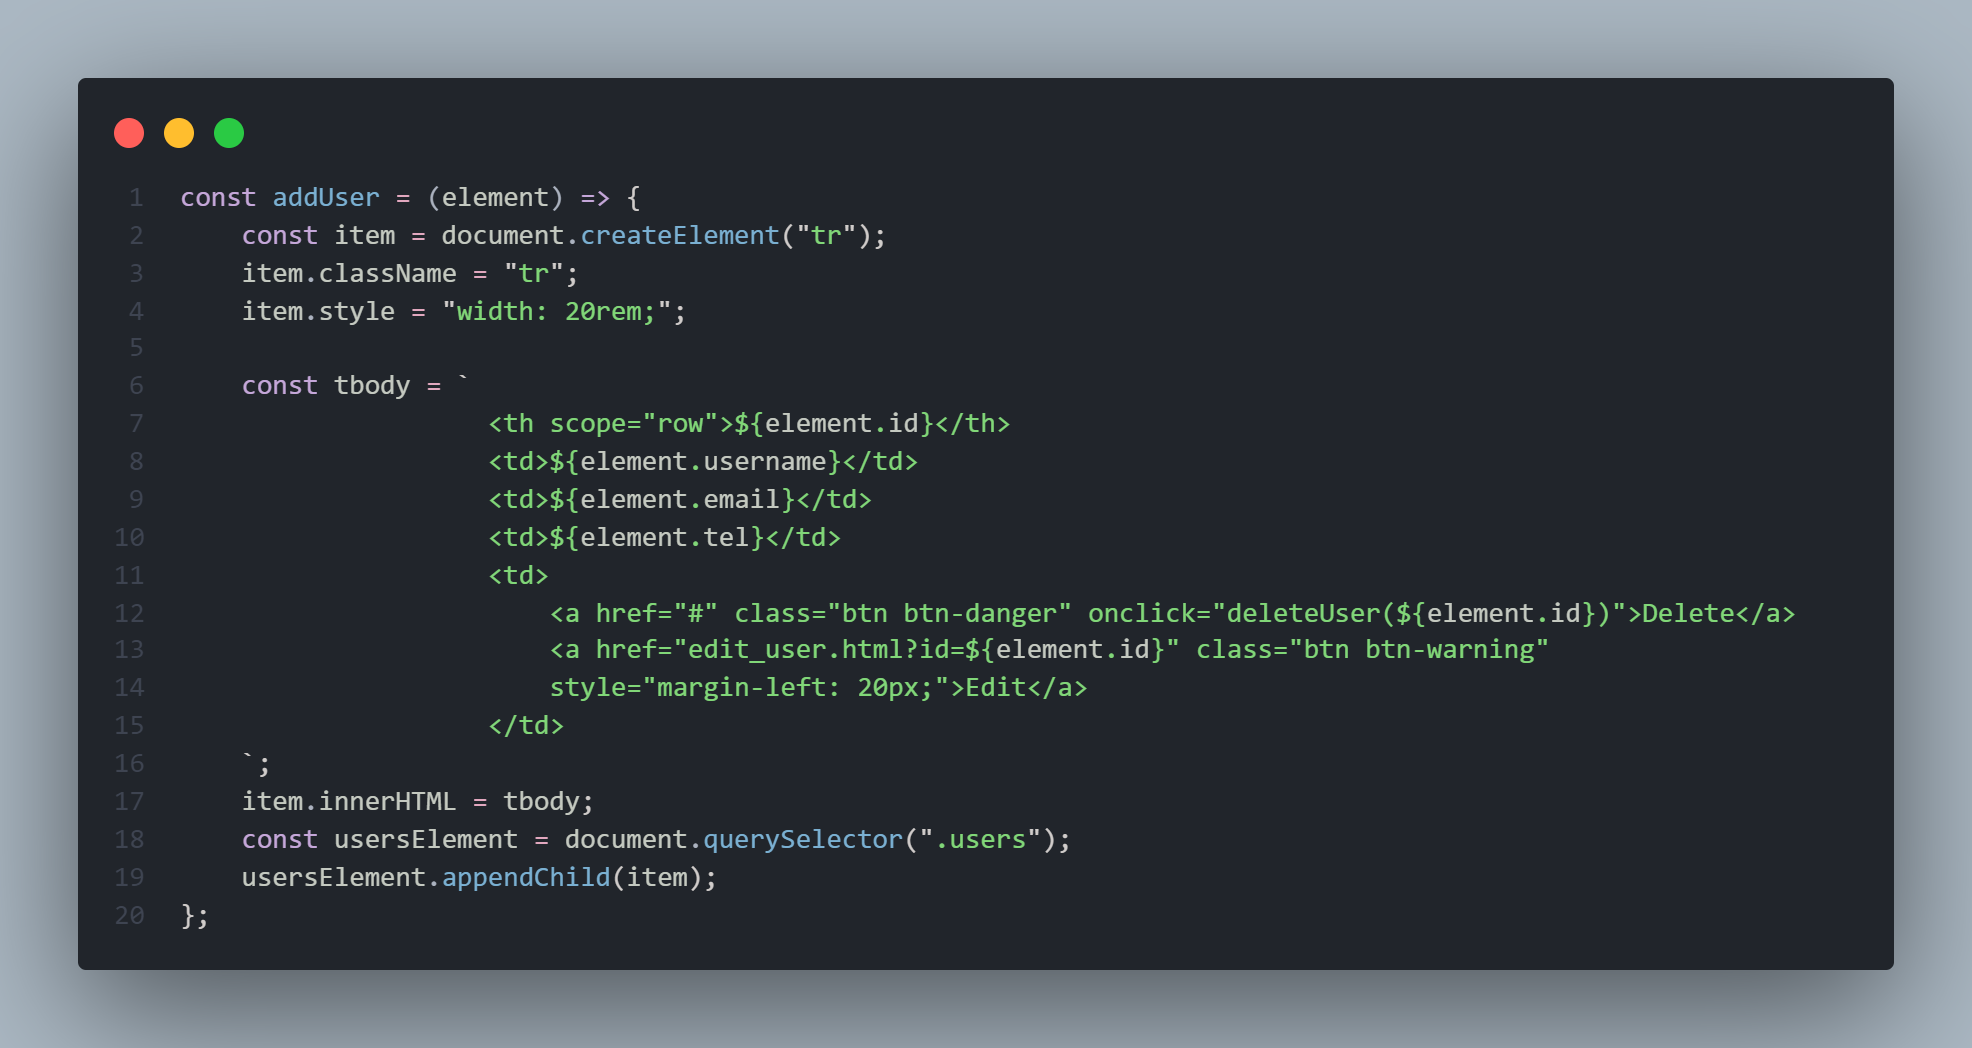 1 const addUser = (element) => {
2     const item = document.createElement("tr");
3     item.className = "tr";
4     item.style = "width: 20rem;";
5
6     const tbody = `
7                     <th scope="row">${element.id}</th>
8                     <td>${element.username}</td>
9                     <td>${element.email}</td>
10                     <td>${element.tel}</td>
11                     <td>
12                         <a href="#" class="btn btn-danger" onclick="deleteUser(${element.id})">Delete</a>
13                         <a href="edit_user.html?id=${element.id}" class="btn btn-warning"
14                         style="margin-left: 20px;">Edit</a>
15                     </td>
16     `;
17     item.innerHTML = tbody;
18     const usersElement = document.querySelector(".users");
19     usersElement.appendChild(item);
20 };